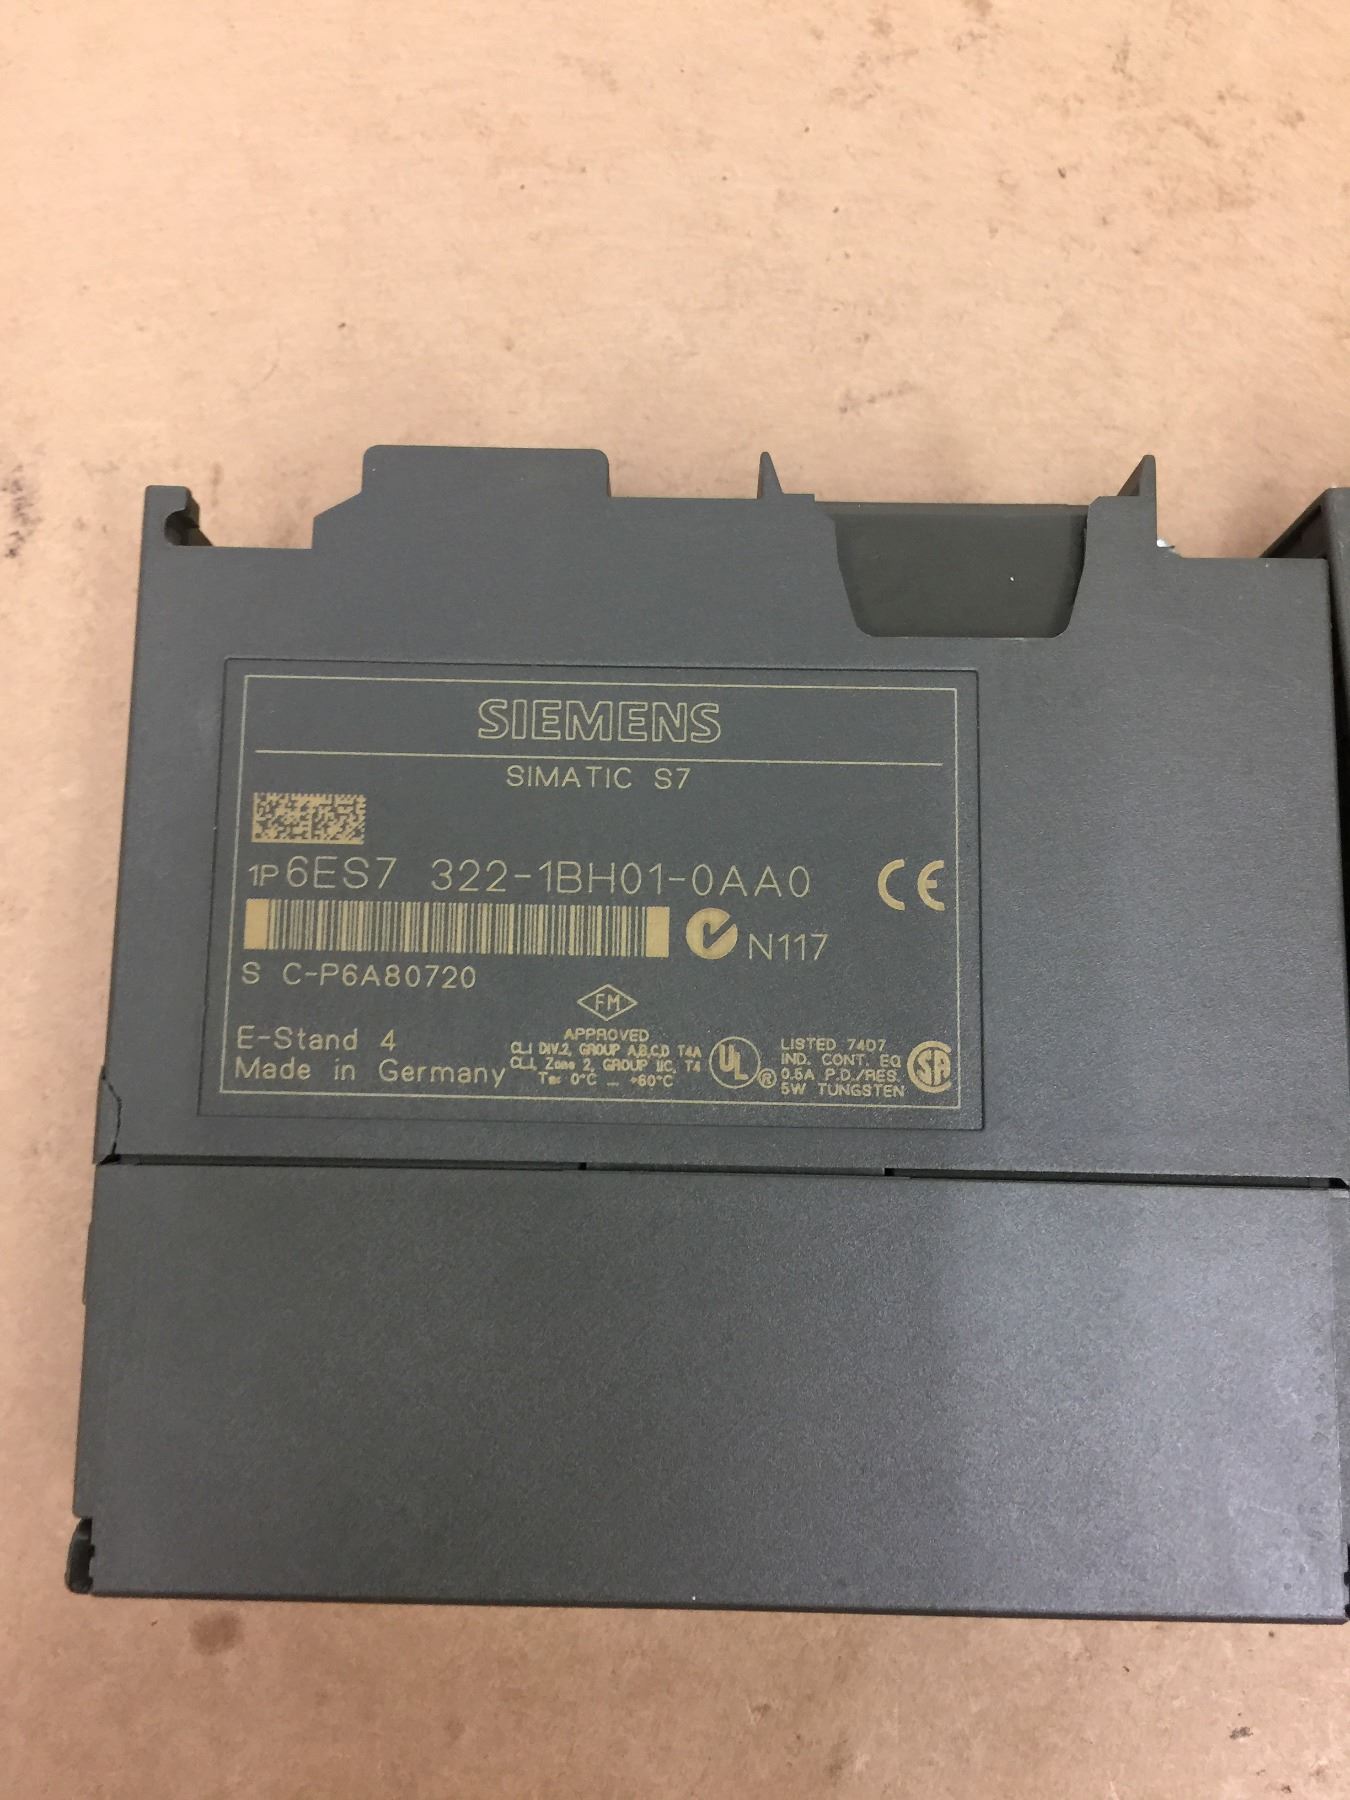 SIEMENS
SIMATIC S7
1P 6ES7 322-1BH01-0AA0
CE
N117
S C-P6A80720
FM
E-Stand 4
Made in Germany
APPROVED
CL.I, DIV.2, GROUP A,B,C,D T4A
CL.I, Zone 2, GROUP IIC, T4
Ta: 0°C ... +60°C
UL ®
LISTED 74D7
IND. CONT. EQ
0.5A P.D./RES.
5W TUNGSTEN
SA